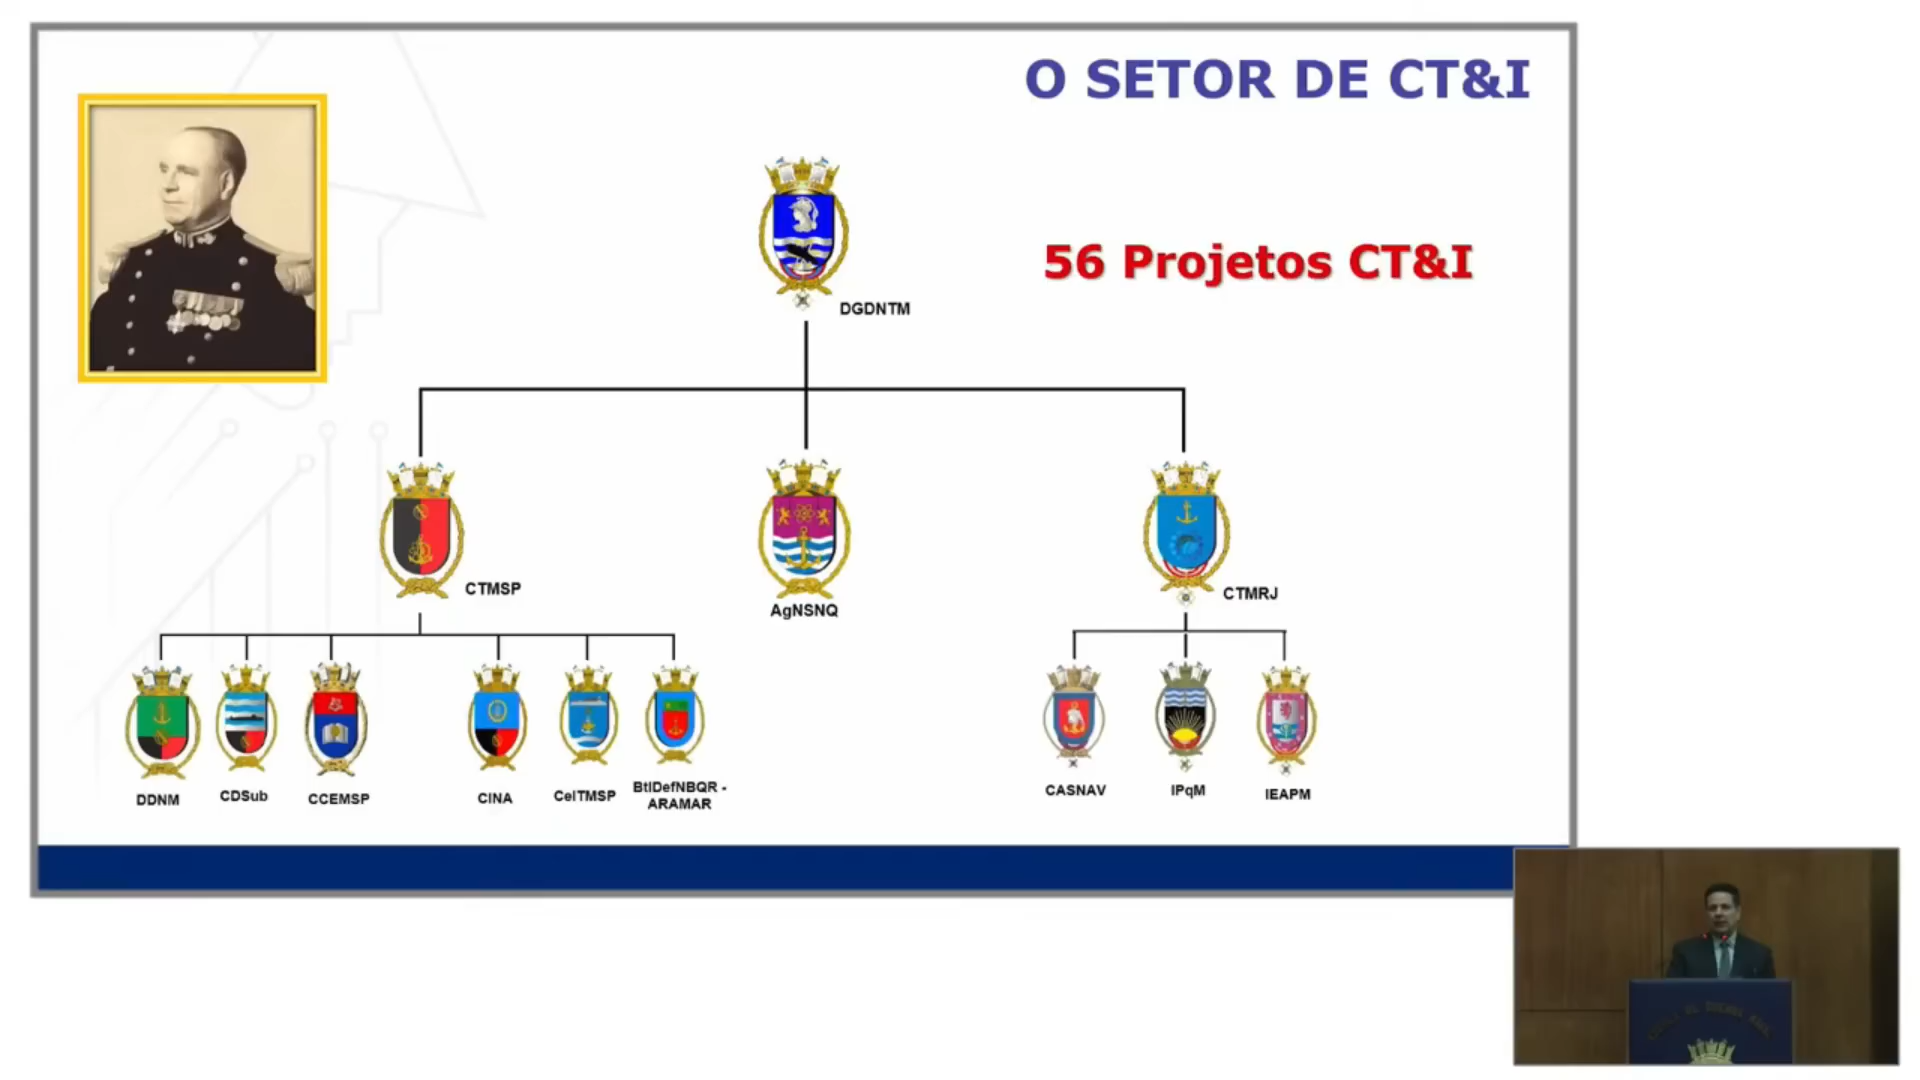 O SETOR DE CT&I
56 Projetos CT&I
DGDNTM
CTMSP
AgNSNQ
CTMRJ
DDNM
CDSub
CCEMSP
CINA
CeITMSP
BtlDefNBQR -
ARAMAR
CASNAV
IPqM
IEAPM